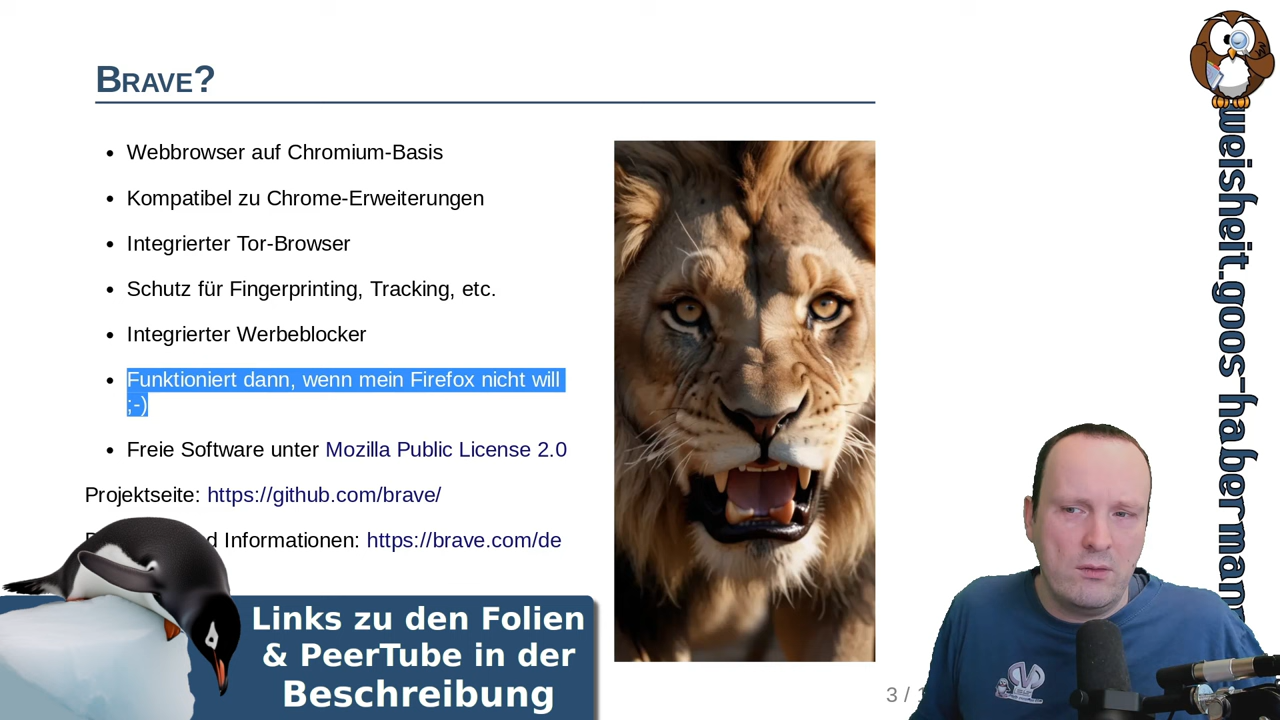 Brave?
Webbrowser auf Chromium-Basis
Kompatibel zu Chrome-Erweiterungen
Integrierter Tor-Browser
Schutz für Fingerprinting, Tracking, etc.
Integrierter Werbeblocker
Funktioniert dann, wenn mein Firefox nicht will
;-)
Freie Software unter Mozilla Public License 2.0
Projektseite: https://github.com/brave/
Informationen: https://brave.com/de
Links zu den Folien
& PeerTube in der
Beschreibung
3 /
weisheit.goos-habermann